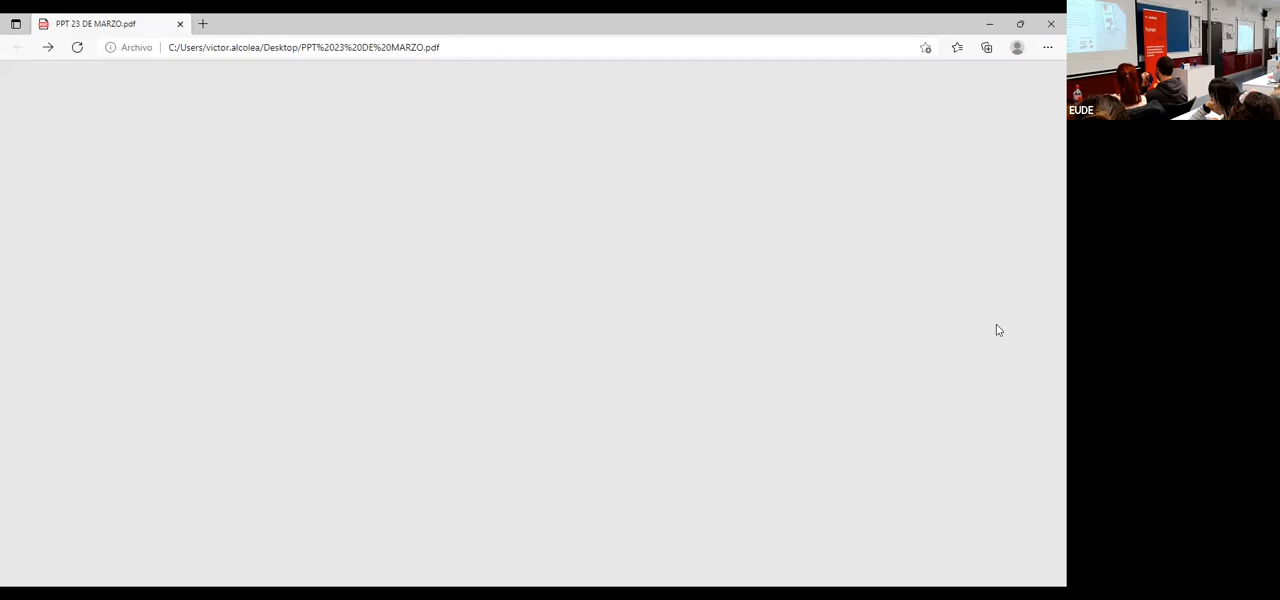 PPT 23 DE MARZO.pdf
Archivo
C:/Users/victor.alcolea/Desktop/PPT%2023%20DE%20MARZO.pdf
EUDE